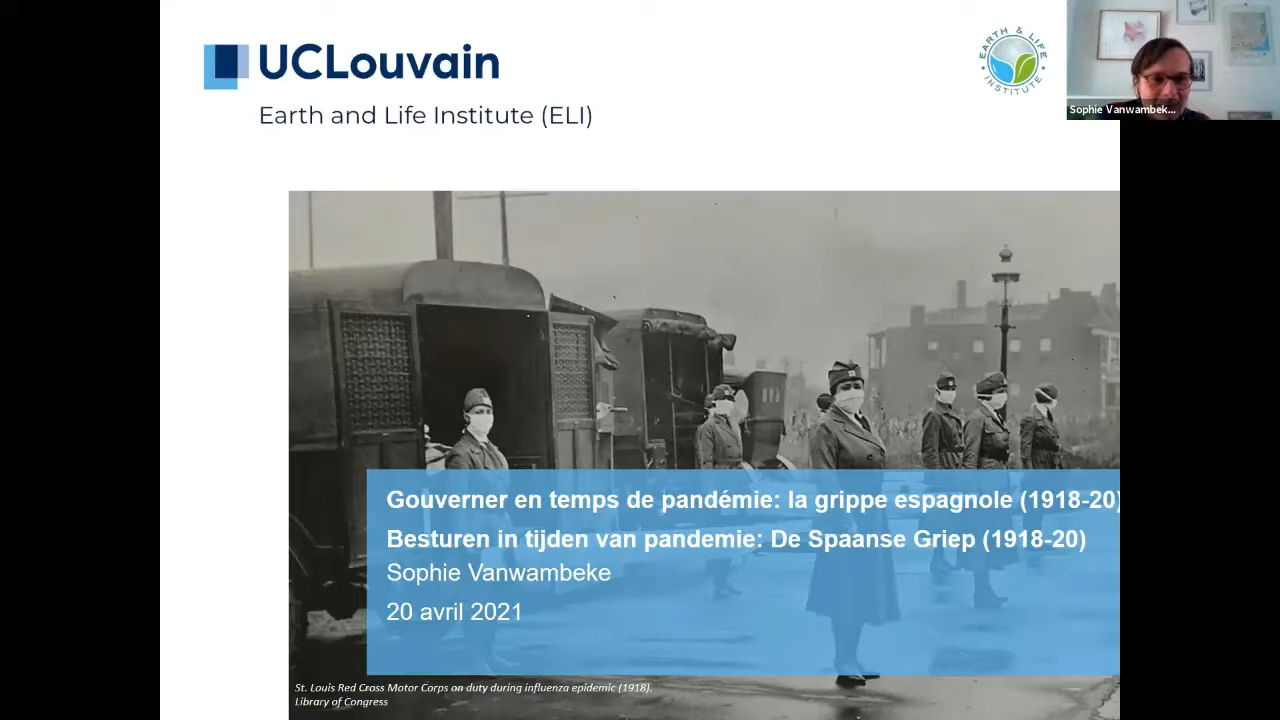 UCLouvain
Earth and Life Institute (ELI)
EARTH & LIFE
INSTITUTE
Sophie Vanwambek...
Gouverner en temps de pandémie: la grippe espagnole (1918-20)
Besturen in tijden van pandemie: De Spaanse Griep (1918-20)
Sophie Vanwambeke
20 avril 2021
St. Louis Red Cross Motor Corps on duty during influenza epidemic (1918).
Library of Congress